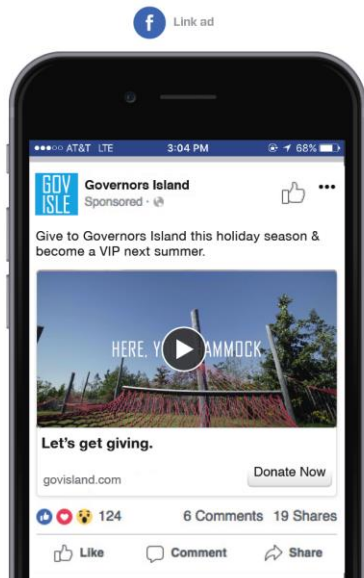 f Link ad
AT&T LTE 3:04 PM 68%
GOV
ISLE
Governors Island
Sponsored ·
Give to Governors Island this holiday season &
become a VIP next summer.
HERE, Y AMMOCK
Let's get giving.
govisland.com
Donate Now
124 6 Comments 19 Shares
Like Comment Share